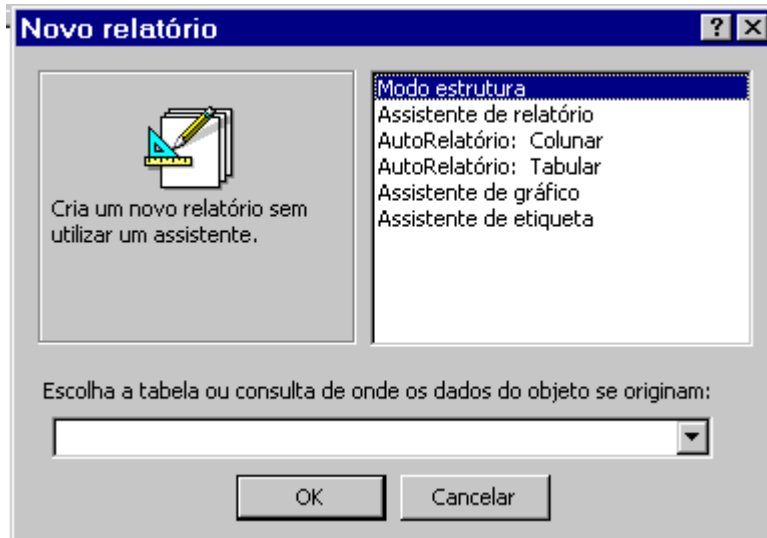 Novo relatório
Modo estrutura
Assistente de relatório
AutoRelatório: Colunar
AutoRelatório: Tabular
Assistente de gráfico
Assistente de etiqueta
Cria um novo relatório sem
utilizar um assistente.
Escolha a tabela ou consulta de onde os dados do objeto se originam:
OK
Cancelar